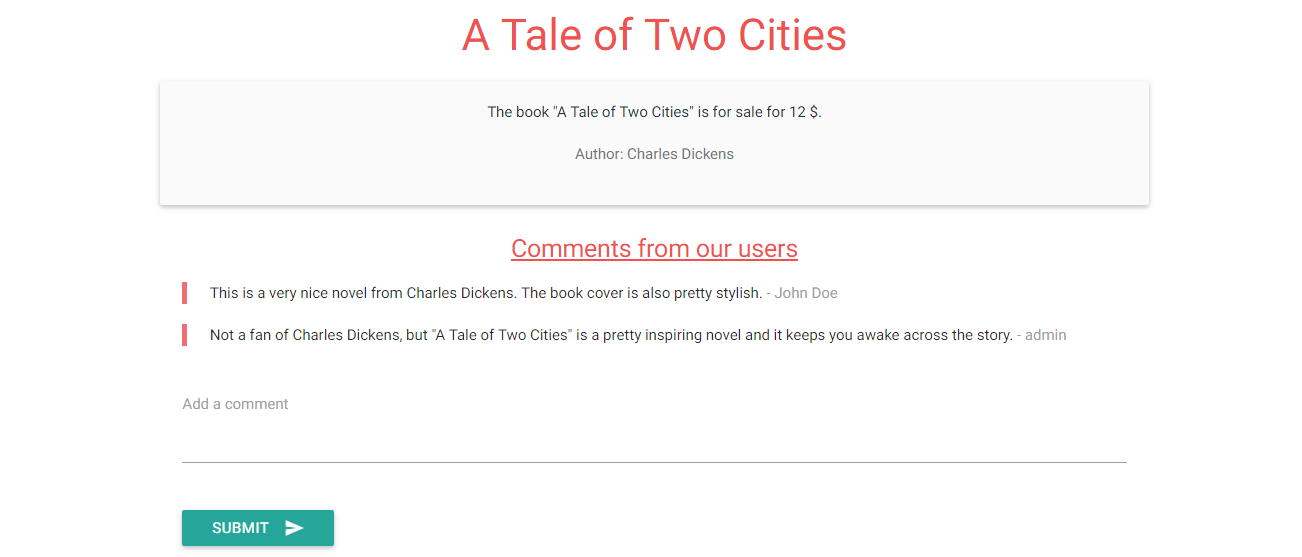 A Tale of Two Cities
The book "A Tale of Two Cities" is for sale for 12 $.
Author: Charles Dickens
Comments from our users
This is a very nice novel from Charles Dickens. The book cover is also pretty stylish. - John Doe
Not a fan of Charles Dickens, but "A Tale of Two Cities" is a pretty inspiring novel and it keeps you awake across the story. - admin
Add a comment
SUBMIT